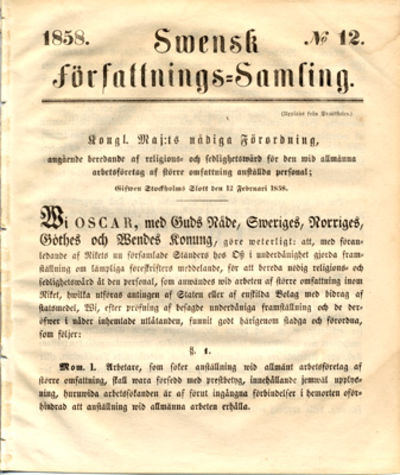 1858.
Swensk
№ 12.
Författnings-Samling.
(Uppläst från Predikstolen.)
Kongl. Maj:ts nådiga Förordning,
angående beredande af religions- och sedlighetswård för den wid allmänna
arbetsföretag af större omfattning anställda personal;
Gifwen Stockholms Slott den 12 Februari 1858.
Wi OSCAR, med Guds Nåde, Sweriges, Norriges,
Göthes och Wendes Konung, göre weterligt: att, med föran-
ledande af Rikets nu församlade Ständers hos Oß i underdånighet gjorda fram-
ställning om lämpliga föreskrifters meddelande, för att bereda nödig religions- och
sedlighetswård åt den personal, som anwändes wid arbeten af större omfattning inom
Riket, hwilka utföras antingen af Staten eller af enskilda Bolag med bidrag af
statsmedel, Wi, efter pröfning af besagde underdåniga framställning och de der-
öfwer i nåder inhemtade utlåtanden, funnit godt härigenom stadga och förordna,
som följer:
§. 1.
Mom. 1. Arbetare, som söker anställning wid allmänt arbetsföretag af
större omfattning, skall wara försedd med prestbetyg, innehållande jemwäl upplys-
ning, huruwida arbetssökanden är af förut ingångna förbindelser i hemorten oför-
hindrad att anställning wid allmänna arbeten erhålla.